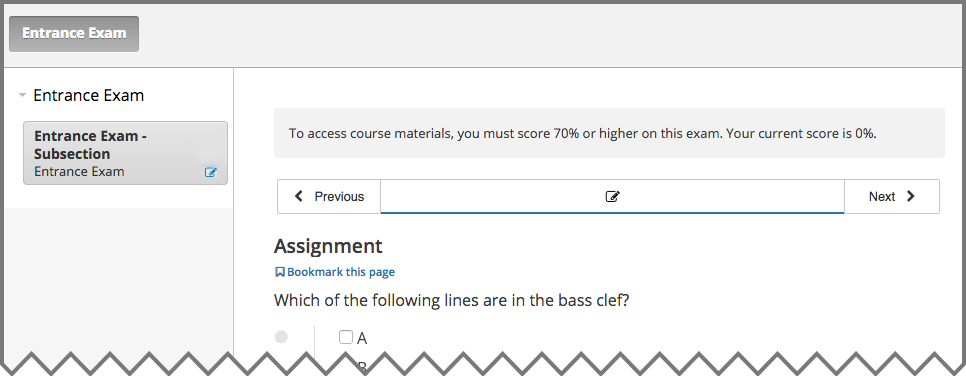 Entrance Exam
Entrance Exam
Entrance Exam -
Subsection
Entrance Exam
To access course materials, you must score 70% or higher on this exam. Your current score is 0%.
Previous
Next
Assignment
Bookmark this page
Which of the following lines are in the bass clef?
A